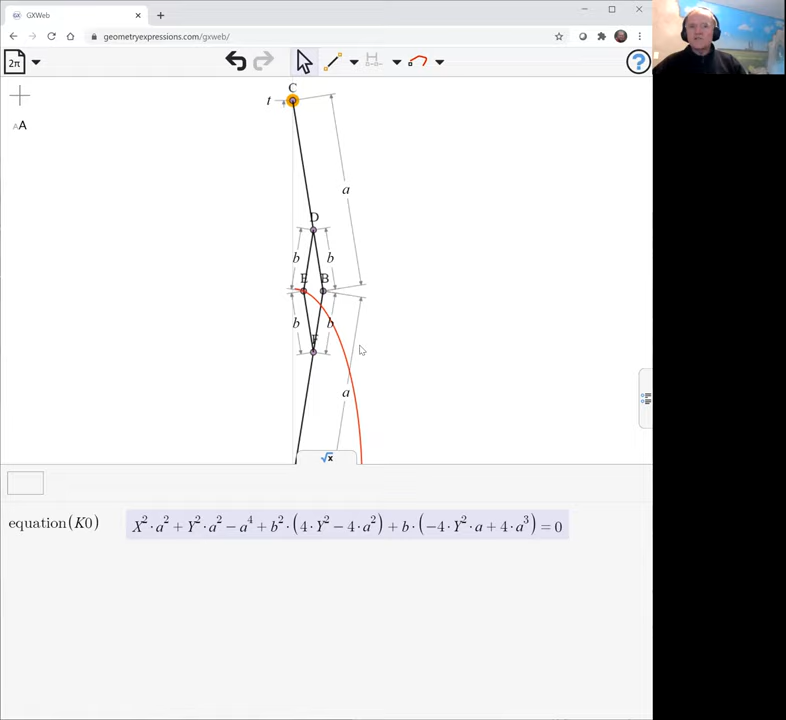 GXWeb
geometryexpressions.com/gxweb/
2π
?
AA
C
t
a
D
b
b
E
B
b
b
F
a
√x
equation(K0)
X²·a²+Y²·a²−a⁴+b²·(4·Y²−4·a²)+b·(−4·Y²·a+4·a³)=0